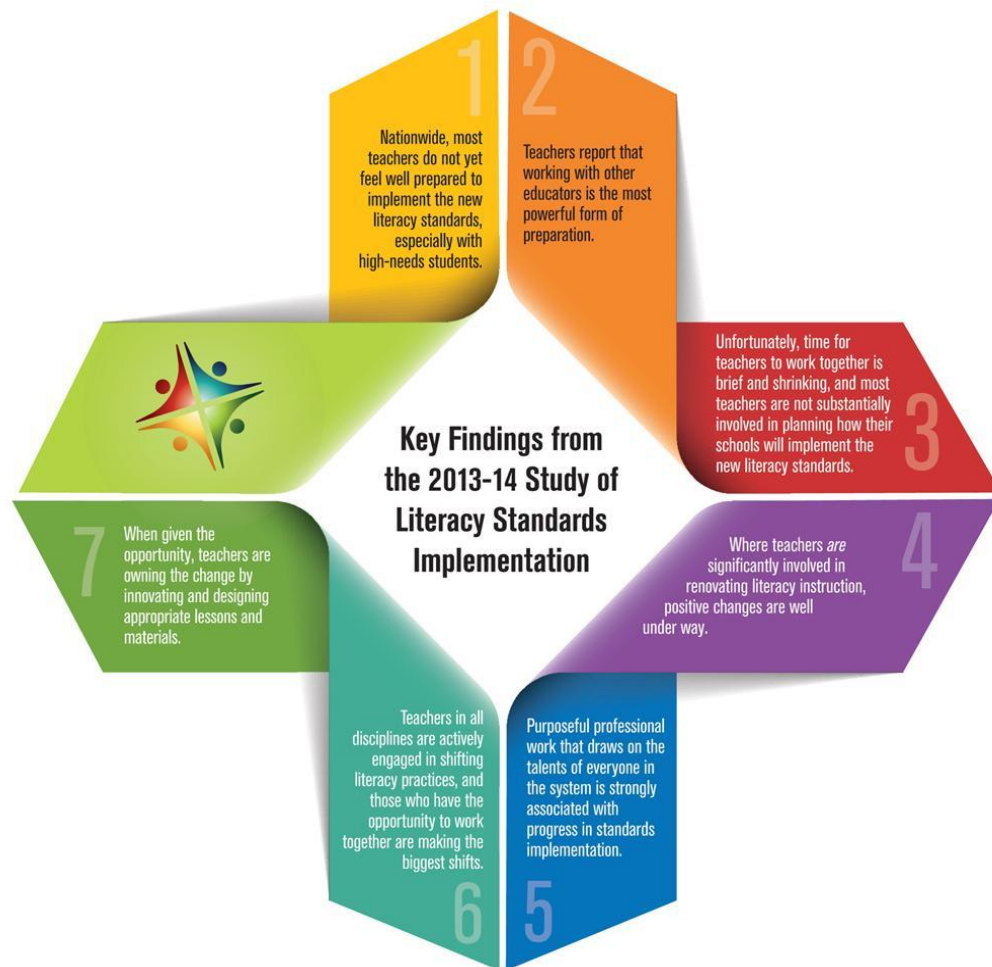 Key Findings from
the 2013-14 Study of
Literacy Standards
Implementation
1
Nationwide, most
teachers do not yet
feel well prepared to
implement the new
literacy standards,
especially with
high-needs students.
2
Teachers report that
working with other
educators is the most
powerful form of
preparation.
Unfortunately, time for
teachers to work together is
brief and shrinking, and most
teachers are not substantially
involved in planning how their
schools will implement the
new literacy standards.
3
Where teachers are
significantly involved in
renovating literacy instruction,
positive changes are well
under way.
4
Purposeful professional
work that draws on the
talents of everyone in
the system is strongly
associated with
progress in standards
implementation.
5
Teachers in all
disciplines are actively
engaged in shifting
literacy practices, and
those who have the
opportunity to work
together are making the
biggest shifts.
6
7
When given the
opportunity, teachers are
owning the change by
innovating and designing
appropriate lessons and
materials.